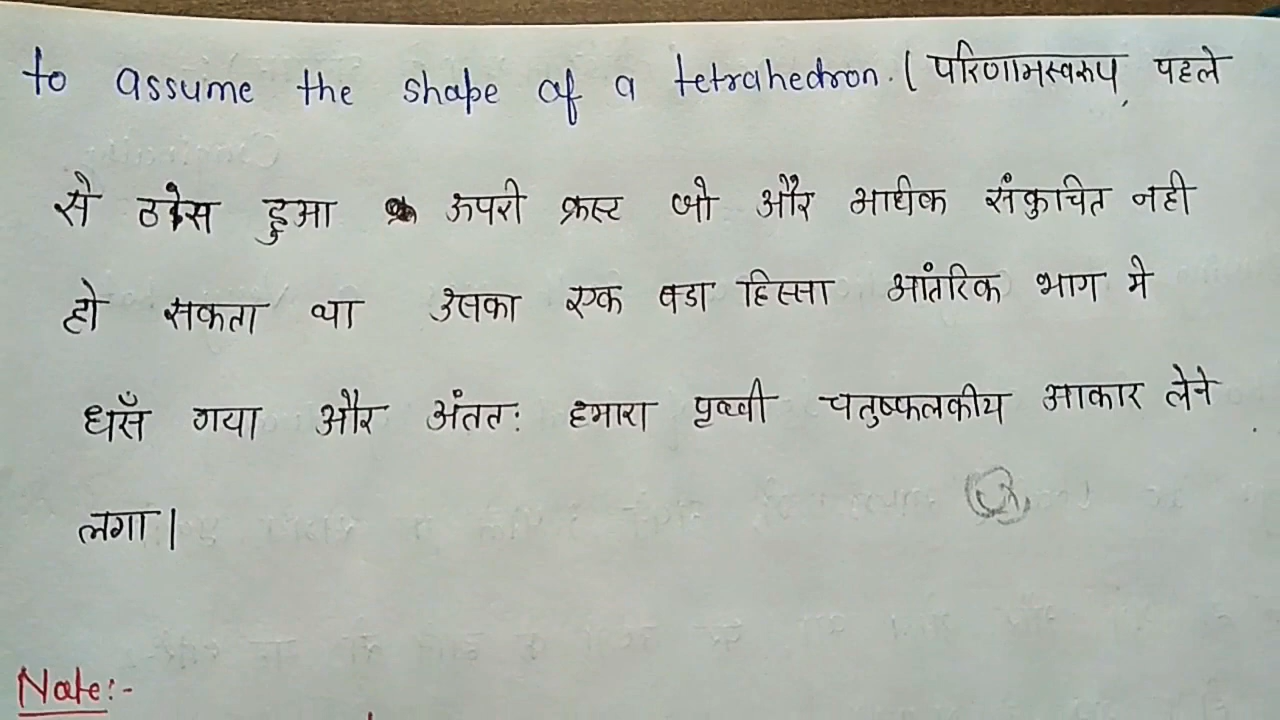 to assume the shape of a tetrahedron. ( परिणामस्वरूप, पहले
से ठोस हुआ ऊपरी क्रस्ट जो और अधिक संकुचित नही
हो सकता था उसका एक बडा हिस्सा आंतरिक भाग मे
धसँ गया और अंततः हमारा पृथ्वी चतुष्फलकीय आकार लेने
लगा।
Note:-